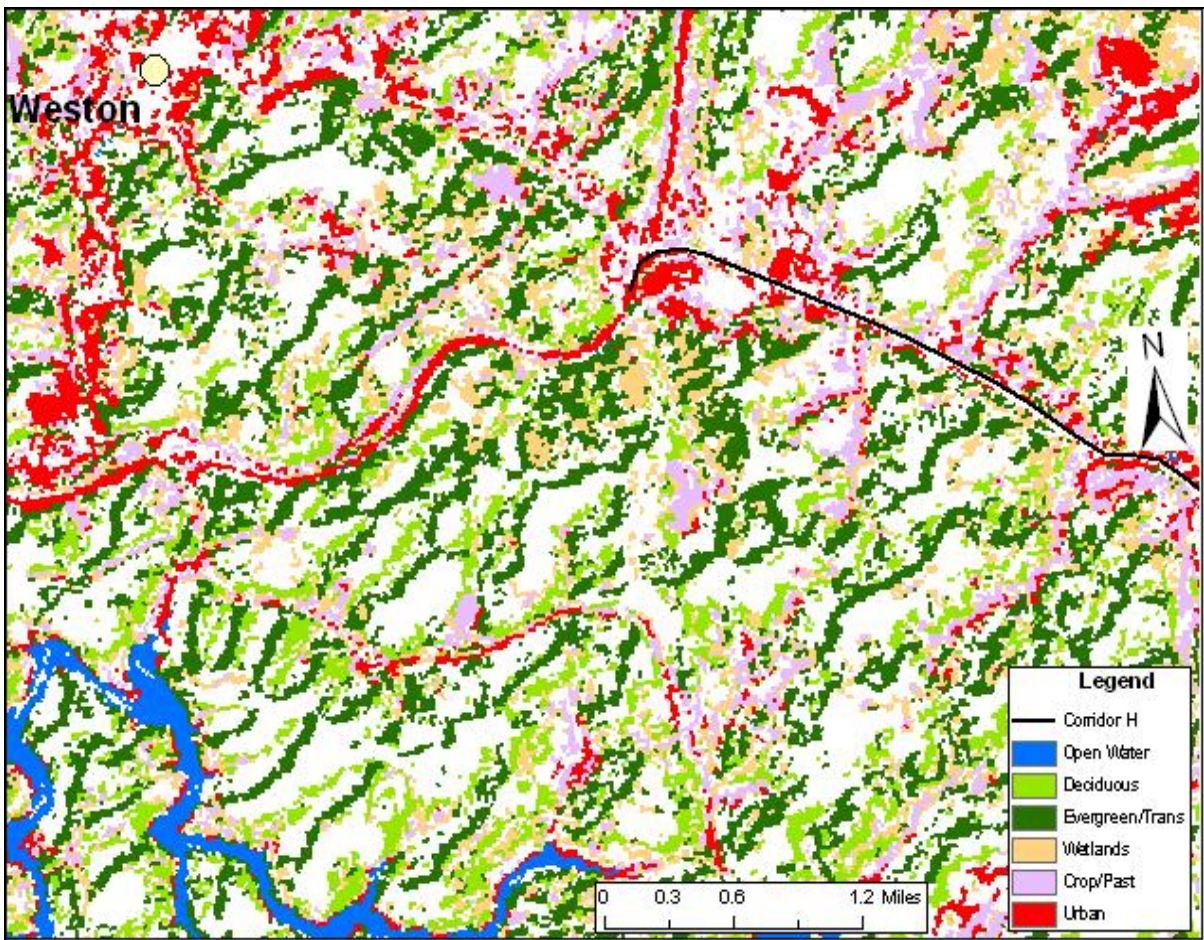 Weston
N
Legend
Corridor H
Open Water
Deciduous
Evergreen/Trans
Wetlands
Crop/Past
Urban
0 0.3 0.6 1.2 Miles